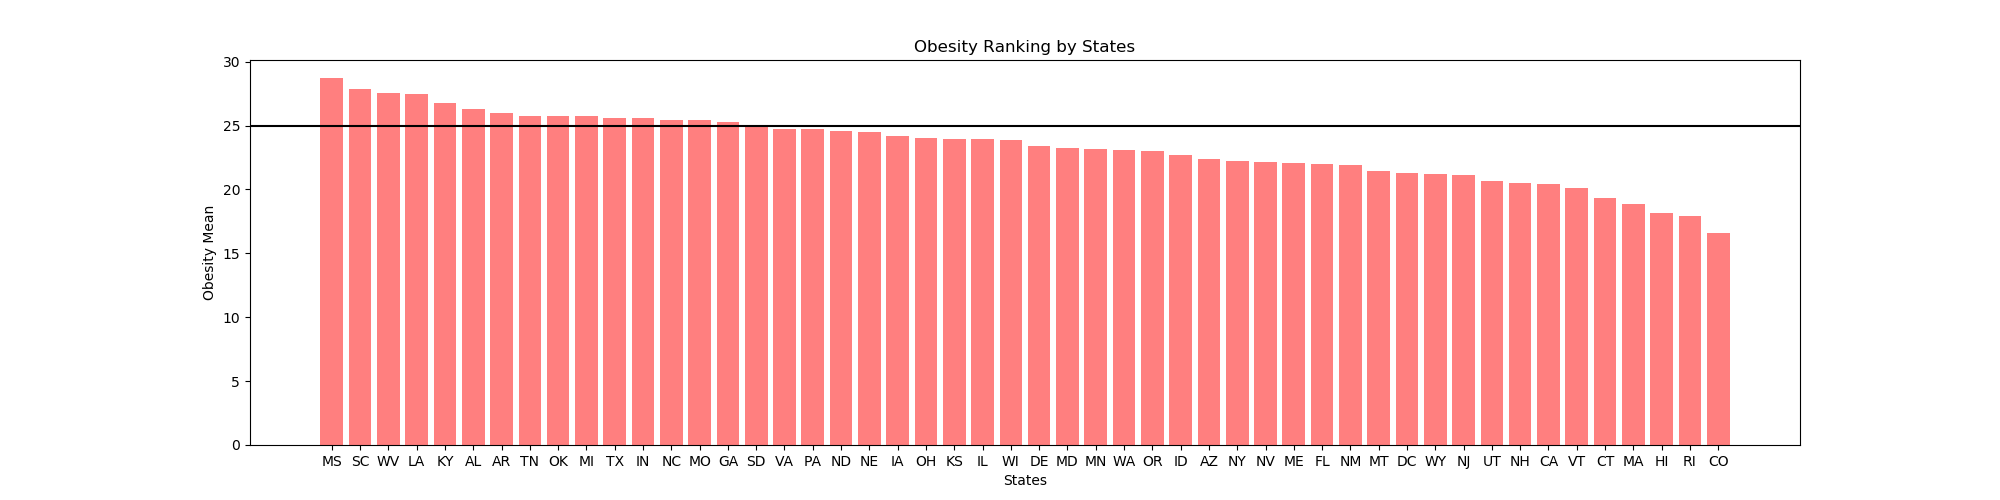 Obesity Ranking by States
Obesity Mean
30
25
20
15
10
5
0
MS SC WV LA KY AL AR TN OK MI TX IN NC MO GA SD VA PA ND NE IA OH KS IL WI DE MD MN WA OR ID AZ NY NV ME FL NM MT DC WY NJ UT NH CA VT CT MA HI RI CO
States